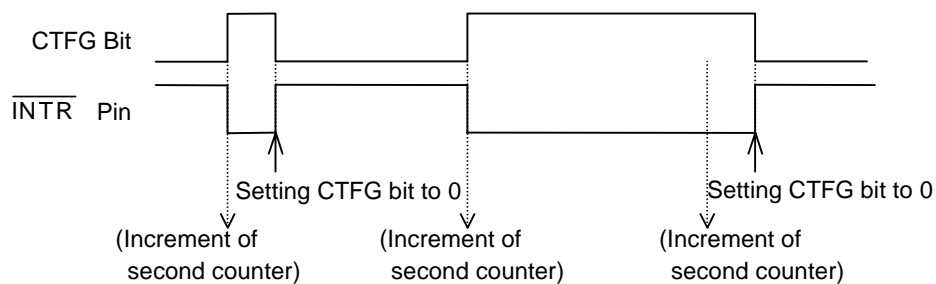 CTFG Bit
INTR Pin
Setting CTFG bit to 0
Setting CTFG bit to 0
(Increment of
second counter)
(Increment of
second counter)
(Increment of
second counter)